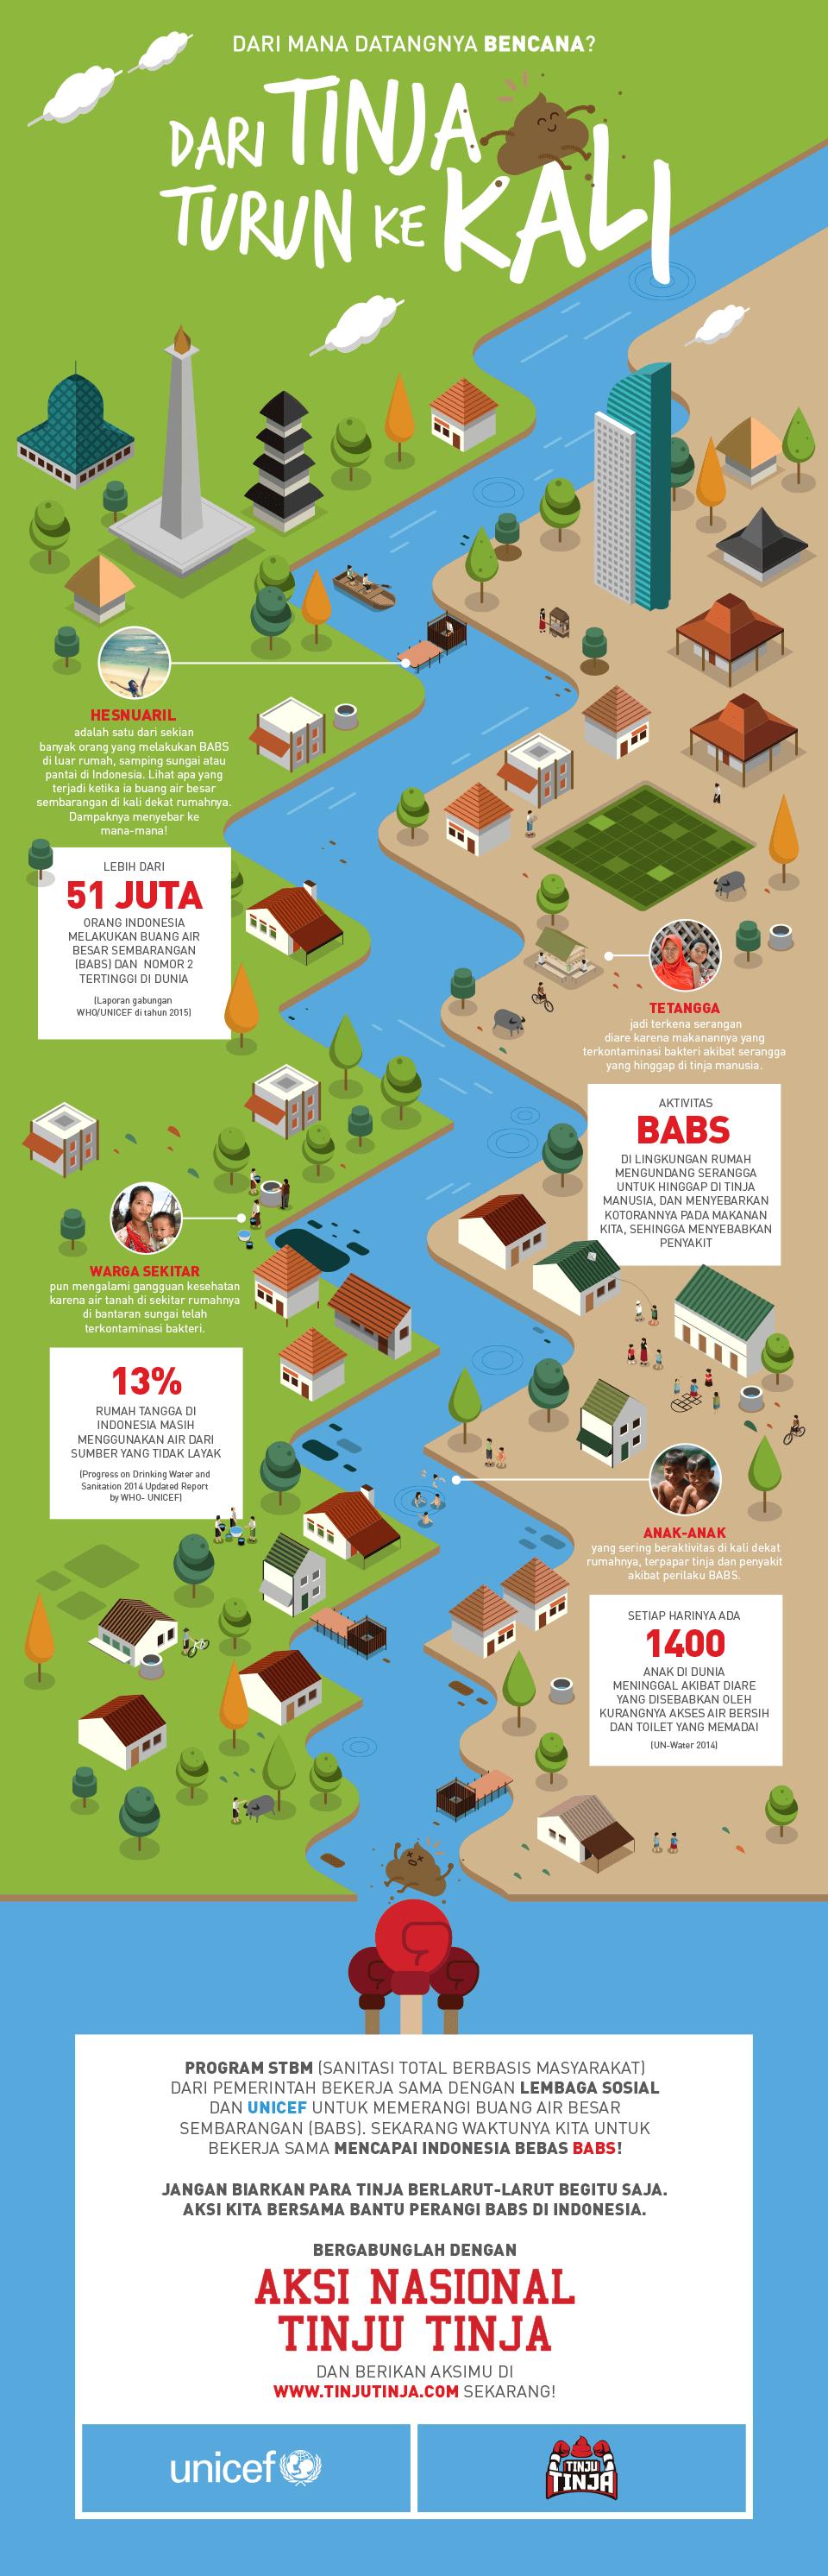 DARI MANA DATANGNYA BENCANA?
DARI TINJA
TURUN KE KALI
HESNUARIL
adalah satu dari sekian
banyak orang yang melakukan BABS
di luar rumah, samping sungai atau
pantai di Indonesia. Lihat apa yang
terjadi ketika ia buang air besar
sembarangan di kali dekat rumahnya.
Dampaknya menyebar ke
mana-mana!
LEBIH DARI
51 JUTA
ORANG INDONESIA
MELAKUKAN BUANG AIR
BESAR SEMBARANGAN
(BABS) DAN NOMOR 2
TERTINGGI DI DUNIA
(Laporan gabungan
WHO/UNICEF di tahun 2015)
TETANGGA
jadi terkena serangan
diare karena makanannya yang
terkontaminasi bakteri akibat serangga
yang hinggap di tinja manusia.
AKTIVITAS
BABS
DI LINGKUNGAN RUMAH
MENGUNDANG SERANGGA
UNTUK HINGGAP DI TINJA
MANUSIA, DAN MENYEBARKAN
KOTORANNYA PADA MAKANAN
KITA, SEHINGGA MENYEBABKAN
PENYAKIT
WARGA SEKITAR
pun mengalami gangguan kesehatan
karena air tanah di sekitar rumahnya
di bantaran sungai telah
terkontaminasi bakteri.
13%
RUMAH TANGGA DI
INDONESIA MASIH
MENGGUNAKAN AIR DARI
SUMBER YANG TIDAK LAYAK
(Progress on Drinking Water and
Sanitation 2014 Updated Report
by WHO- UNICEF)
ANAK-ANAK
yang sering beraktivitas di kali dekat
rumahnya, terpapar tinja dan penyakit
akibat perilaku BABS.
SETIAP HARINYA ADA
1400
ANAK DI DUNIA
MENINGGAL AKIBAT DIARE
YANG DISEBABKAN OLEH
KURANGNYA AKSES AIR BERSIH
DAN TOILET YANG MEMADAI
(UN-Water 2014)
PROGRAM STBM (SANITASI TOTAL BERBASIS MASYARAKAT)
DARI PEMERINTAH BEKERJA SAMA DENGAN LEMBAGA SOSIAL
DAN UNICEF UNTUK MEMERANGI BUANG AIR BESAR
SEMBARANGAN (BABS). SEKARANG WAKTUNYA KITA UNTUK
BEKERJA SAMA MENCAPAI INDONESIA BEBAS BABS!
JANGAN BIARKAN PARA TINJA BERLARUT-LARUT BEGITU SAJA.
AKSI KITA BERSAMA BANTU PERANGI BABS DI INDONESIA.
BERGABUNGLAH DENGAN
AKSI NASIONAL
TINJU TINJA
DAN BERIKAN AKSIMU DI
WWW.TINJUTINJA.COM SEKARANG!
unicef
TINJU
TINJA